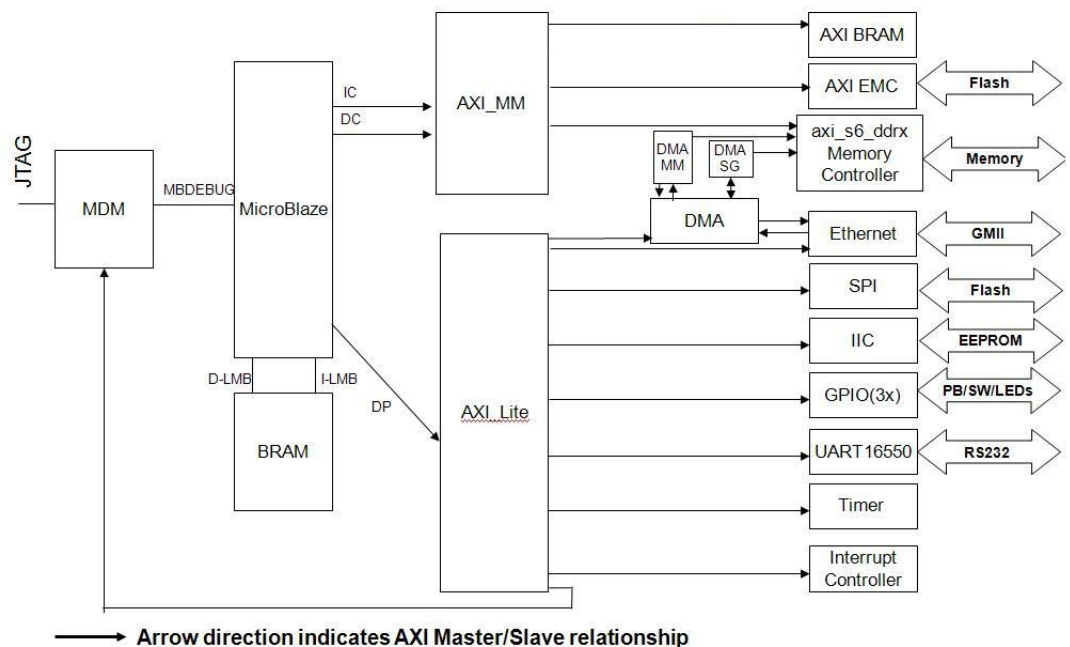 JTAG
MDM
MBDEBUG
MicroBlaze
IC
DC
D-LMB
I-LMB
BRAM
DP
AXI_MM
AXI_Lite
DMA
MM
DMA
SG
DMA
AXI BRAM
AXI EMC
Flash
axi_s6_ddrx
Memory
Controller
Memory
Ethernet
GMII
SPI
Flash
IIC
EEPROM
GPIO(3x)
PB/SW/LEDs
UART16550
RS232
Timer
Interrupt
Controller
Arrow direction indicates AXI Master/Slave relationship